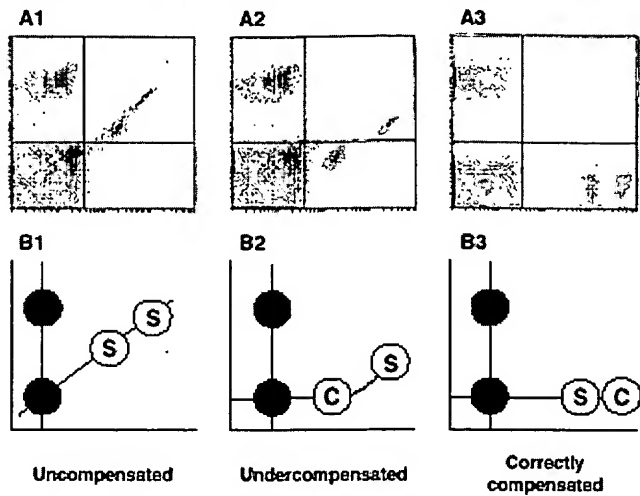 A1 A2 A3
B1 B2 B3
S S C S S C
Uncompensated Undercompensated Correctly compensated